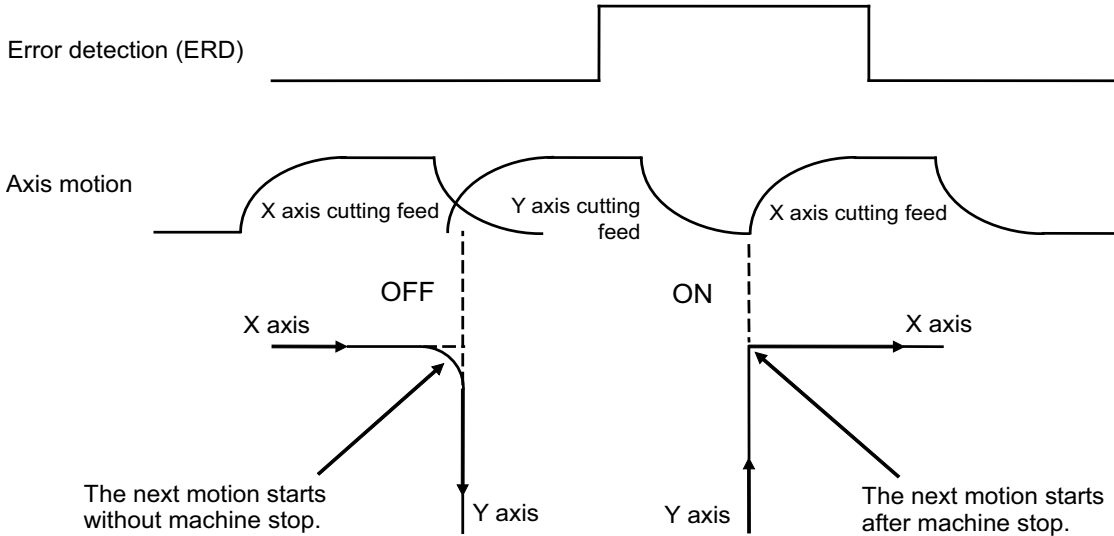 Error detection (ERD)
Axis motion
X axis cutting feed
Y axis cutting
feed
X axis cutting feed
OFF
ON
X axis
X axis
The next motion starts
without machine stop.
Y axis
Y axis
The next motion starts
after machine stop.